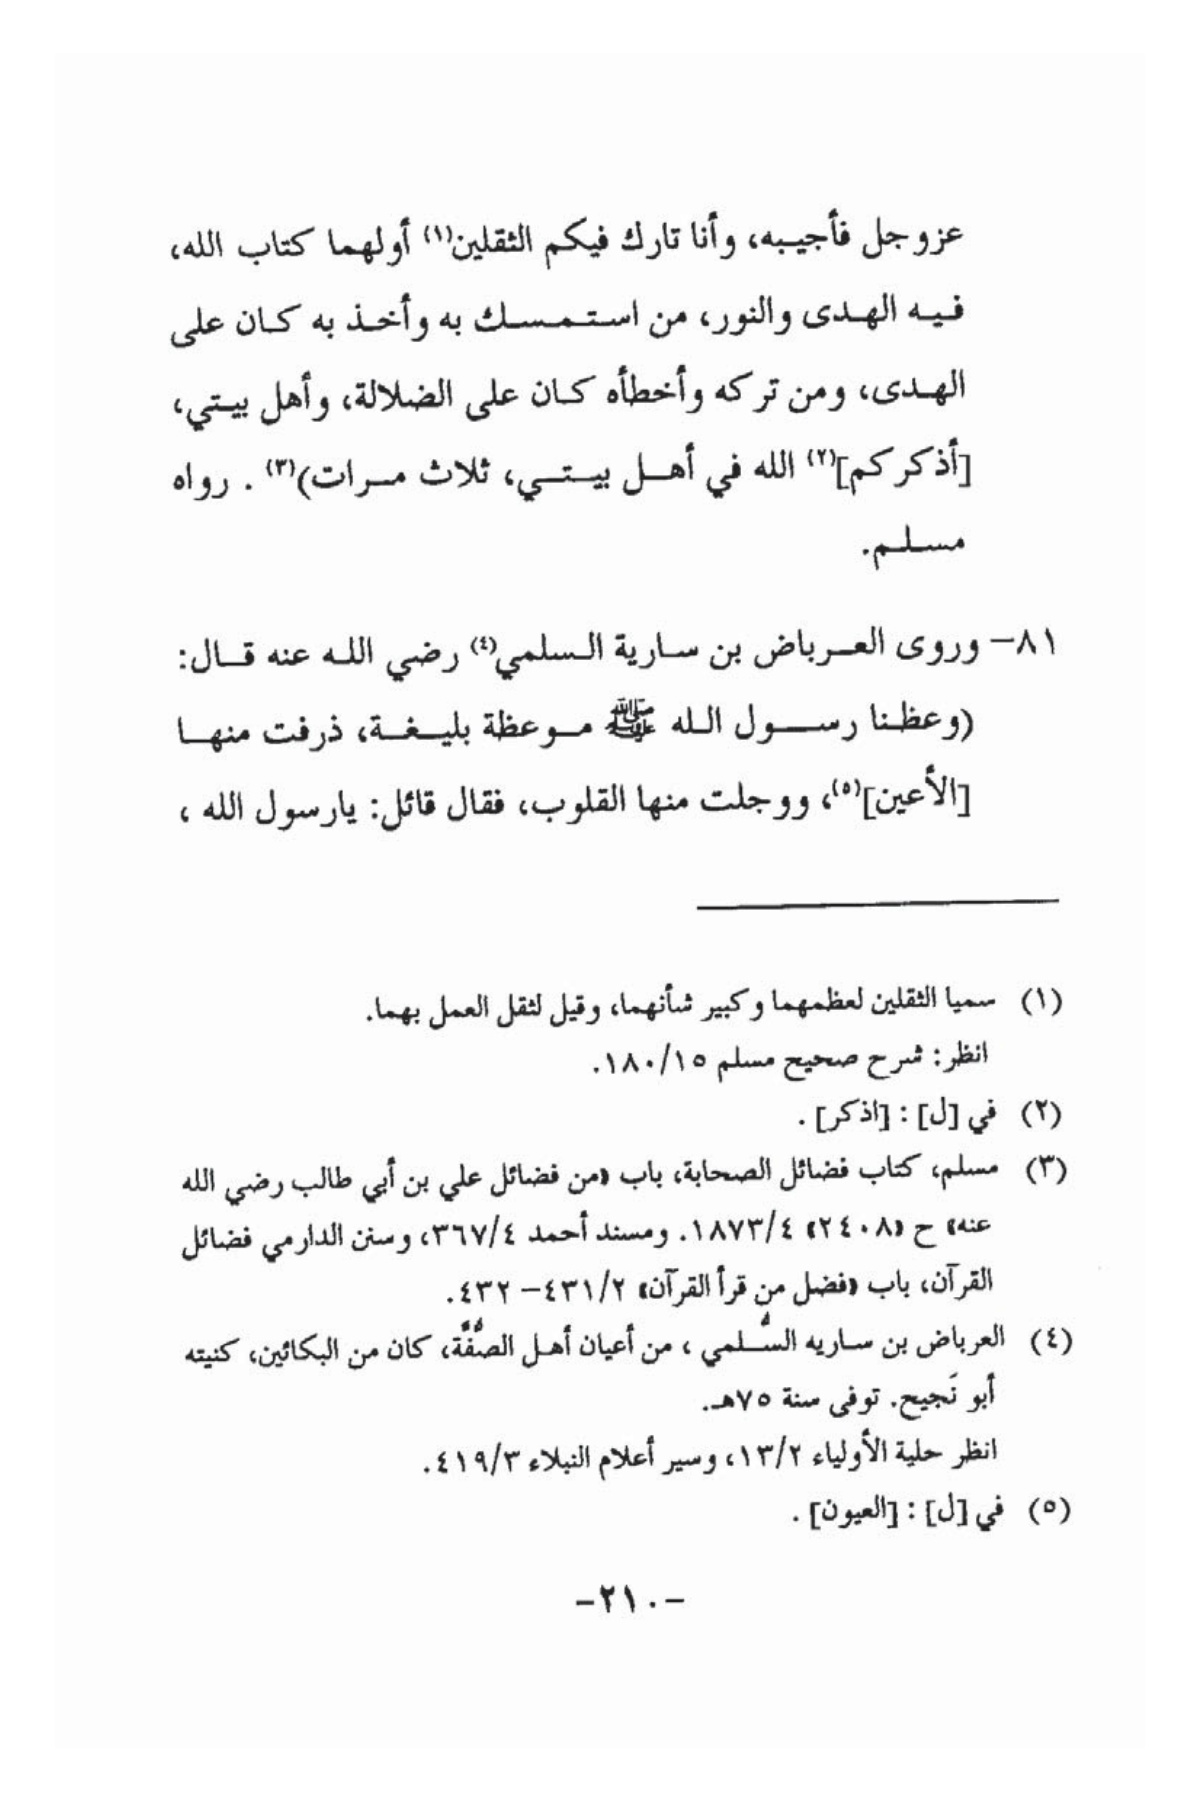 عزوجل فأجيبه، وأنا تارك فيكم الثقلين(١) أولهما كتاب الله،
فيه الهدى والنور، من استمسك به وأخذ به كان على
الهدى، ومن تركه وأخطأه كان على الضلالة، وأهل بيتي،
[أذكركم](٢) الله في أهل بيتي، ثلاث مرات)(٣) . رواه
مسلم.
٨١- وروى العرباض بن سارية السلمي(٤) رضي الله عنه قال:
(وعظنا رسول الله ﷺ موعظة بليغة، ذرفت منها
[الأعين](٥)، ووجلت منها القلوب، فقال قائل: يارسول الله ،
(١) سميا الثقلين لعظمهما وكبير شأنهما، وقيل لثقل العمل بهما.
انظر: شرح صحيح مسلم ١٨٠/١٥.
(٢) في [ل] : [اذكر] .
(٣) مسلم، كتاب فضائل الصحابة، باب «من فضائل علي بن أبي طالب رضي الله
عنه» ح «٢٤٠٨» ١٨٧٣/٤. ومسند أحمد ٣٦٧/٤، وسنن الدارمي فضائل
القرآن، باب «فضل من قرأ القرآن» ٤٣١/٢– ٤٣٢.
(٤) العرباض بن ساريه السُّلمي ، من أعيان أهل الصُّفَّة، كان من البكائين، كنيته
أبو نَجيح. توفى سنة ٧٥هـ.
انظر حلية الأولياء ١٣/٢، وسير أعلام النبلاء ٤١٩/٣.
(٥) في [ل] : [العيون] .
-٢١٠-